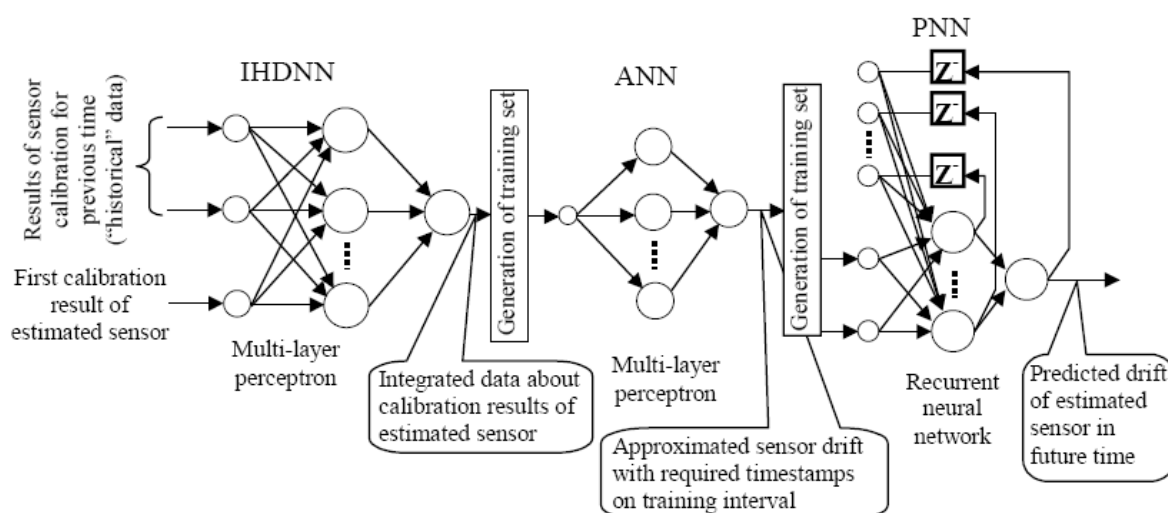 PNN
IHDNN
ANN
Results of sensor
calibration for
previous time
(“historical” data)
First calibration
result of
estimated sensor
Multi-layer
perceptron
Generation of training set
Integrated data about
calibration results of
estimated sensor
Multi-layer
perceptron
Generation of training set
Approximated sensor drift
with required timestamps
on training interval
Z-
Z-
Z-
Recurrent
neural
network
Predicted drift
of estimated
sensor in
future time